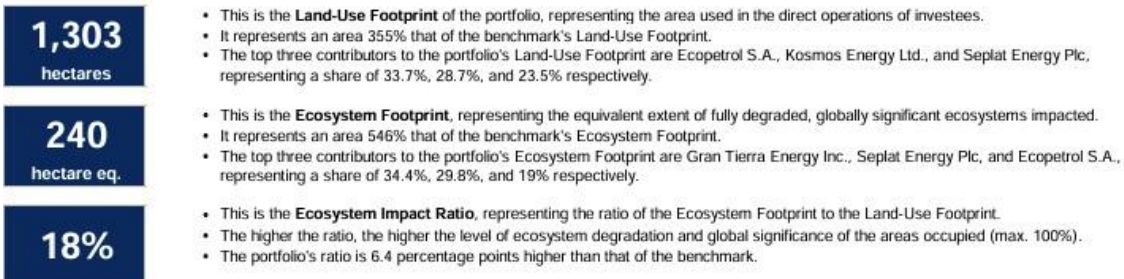 1,303
hectares
• This is the Land-Use Footprint of the portfolio, representing the area used in the direct operations of investees.
• It represents an area 355% that of the benchmark's Land-Use Footprint.
• The top three contributors to the portfolio's Land-Use Footprint are Ecopetrol S.A., Kosmos Energy Ltd., and Seplat Energy Plc,
representing a share of 33.7%, 28.7%, and 23.5% respectively.
240
hectare eq.
• This is the Ecosystem Footprint, representing the equivalent extent of fully degraded, globally significant ecosystems impacted.
• It represents an area 546% that of the benchmark's Ecosystem Footprint.
• The top three contributors to the portfolio's Ecosystem Footprint are Gran Tierra Energy Inc., Seplat Energy Plc, and Ecopetrol S.A.,
representing a share of 34.4%, 29.8%, and 19% respectively.
18%
• This is the Ecosystem Impact Ratio, representing the ratio of the Ecosystem Footprint to the Land-Use Footprint.
• The higher the ratio, the higher the level of ecosystem degradation and global significance of the areas occupied (max. 100%).
• The portfolio's ratio is 6.4 percentage points higher than that of the benchmark.